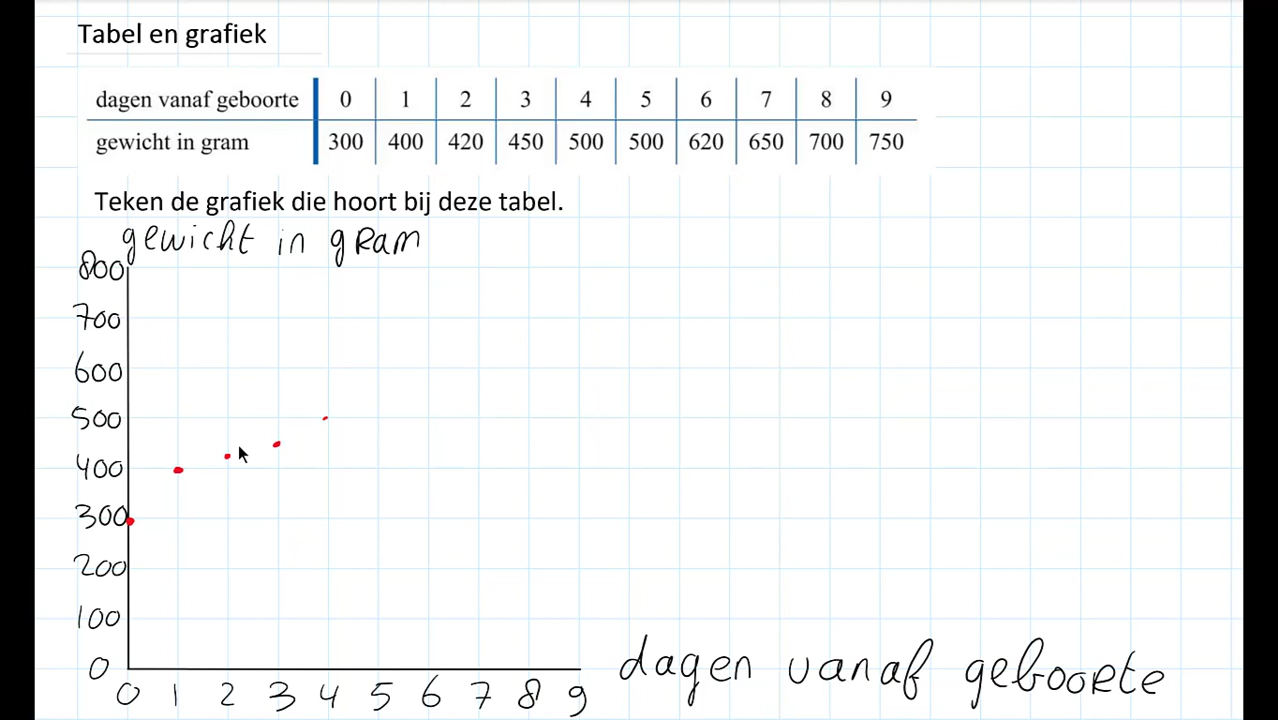 Tabel en grafiek
dagen vanaf geboorte 0 1 2 3 4 5 6 7 8 9
gewicht in gram 300 400 420 450 500 500 620 650 700 750
Teken de grafiek die hoort bij deze tabel.
gewicht in gram
800
700
600
500
400
300
200
100
0
0 1 2 3 4 5 6 7 8 9
dagen vanaf geboorte